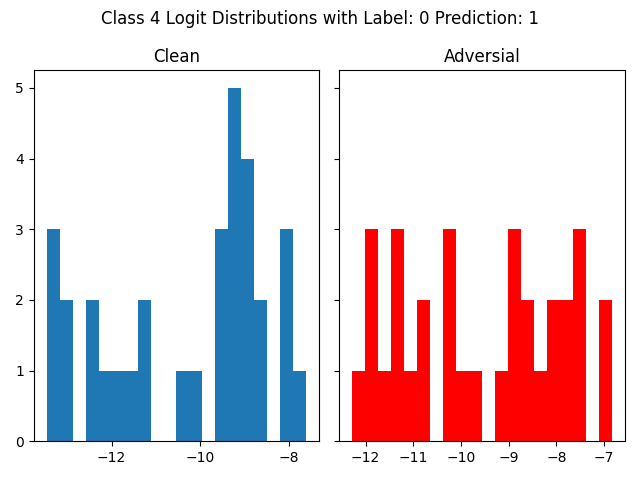 Class 4 Logit Distributions with Label: 0 Prediction: 1
Clean
Adversial
5
4
3
2
1
0
−12 −10 −8
−12 −11 −10 −9 −8 −7